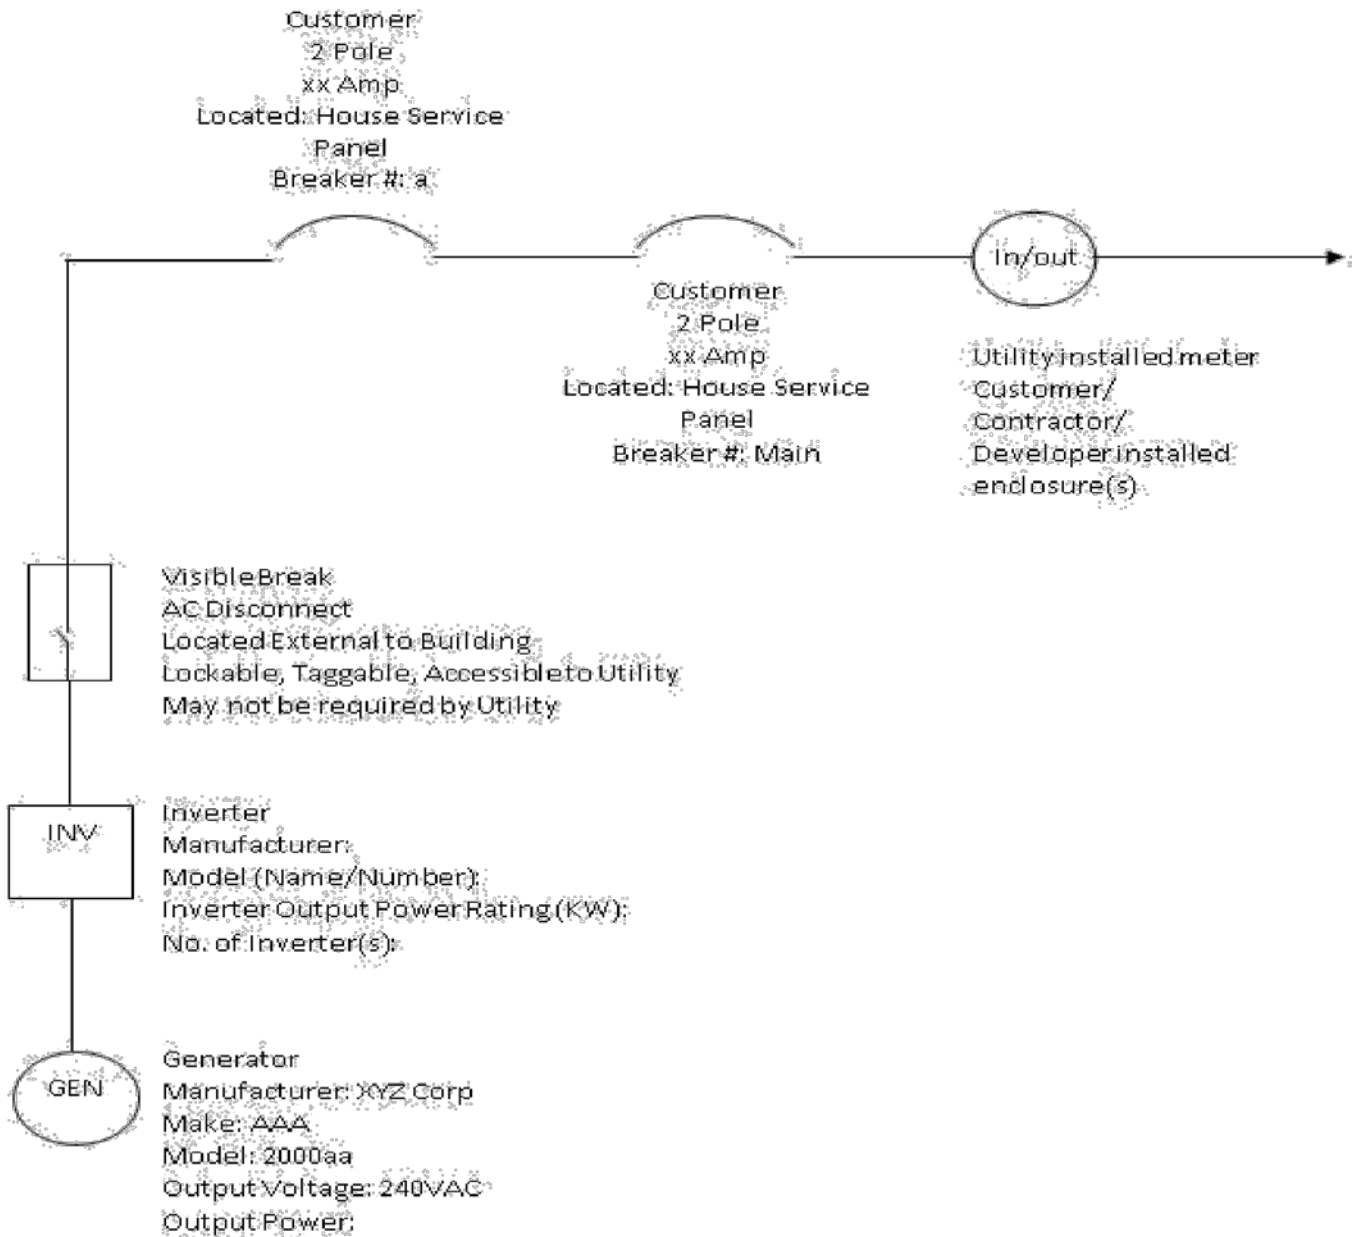 Customer
2 Pole
xx Amp
Located: House Service
Panel
Breaker #: a
In/out
Customer
2 Pole
xx Amp
Located: House Service
Panel
Breaker #: Main
Utility installed meter
Customer/
Contractor/
Developer installed
enclosure(s)
Visible Break
AC Disconnect
Located External to Building
Lockable, Taggable, Accessible to Utility
May not be required by Utility
INV
Inverter
Manufacturer:
Model (Name/Number):
Inverter Output Power Rating (KW):
No. of Inverter(s):
GEN
Generator
Manufacturer: XYZ Corp
Make: AAA
Model: 2000aa
Output Voltage: 240VAC
Output Power: